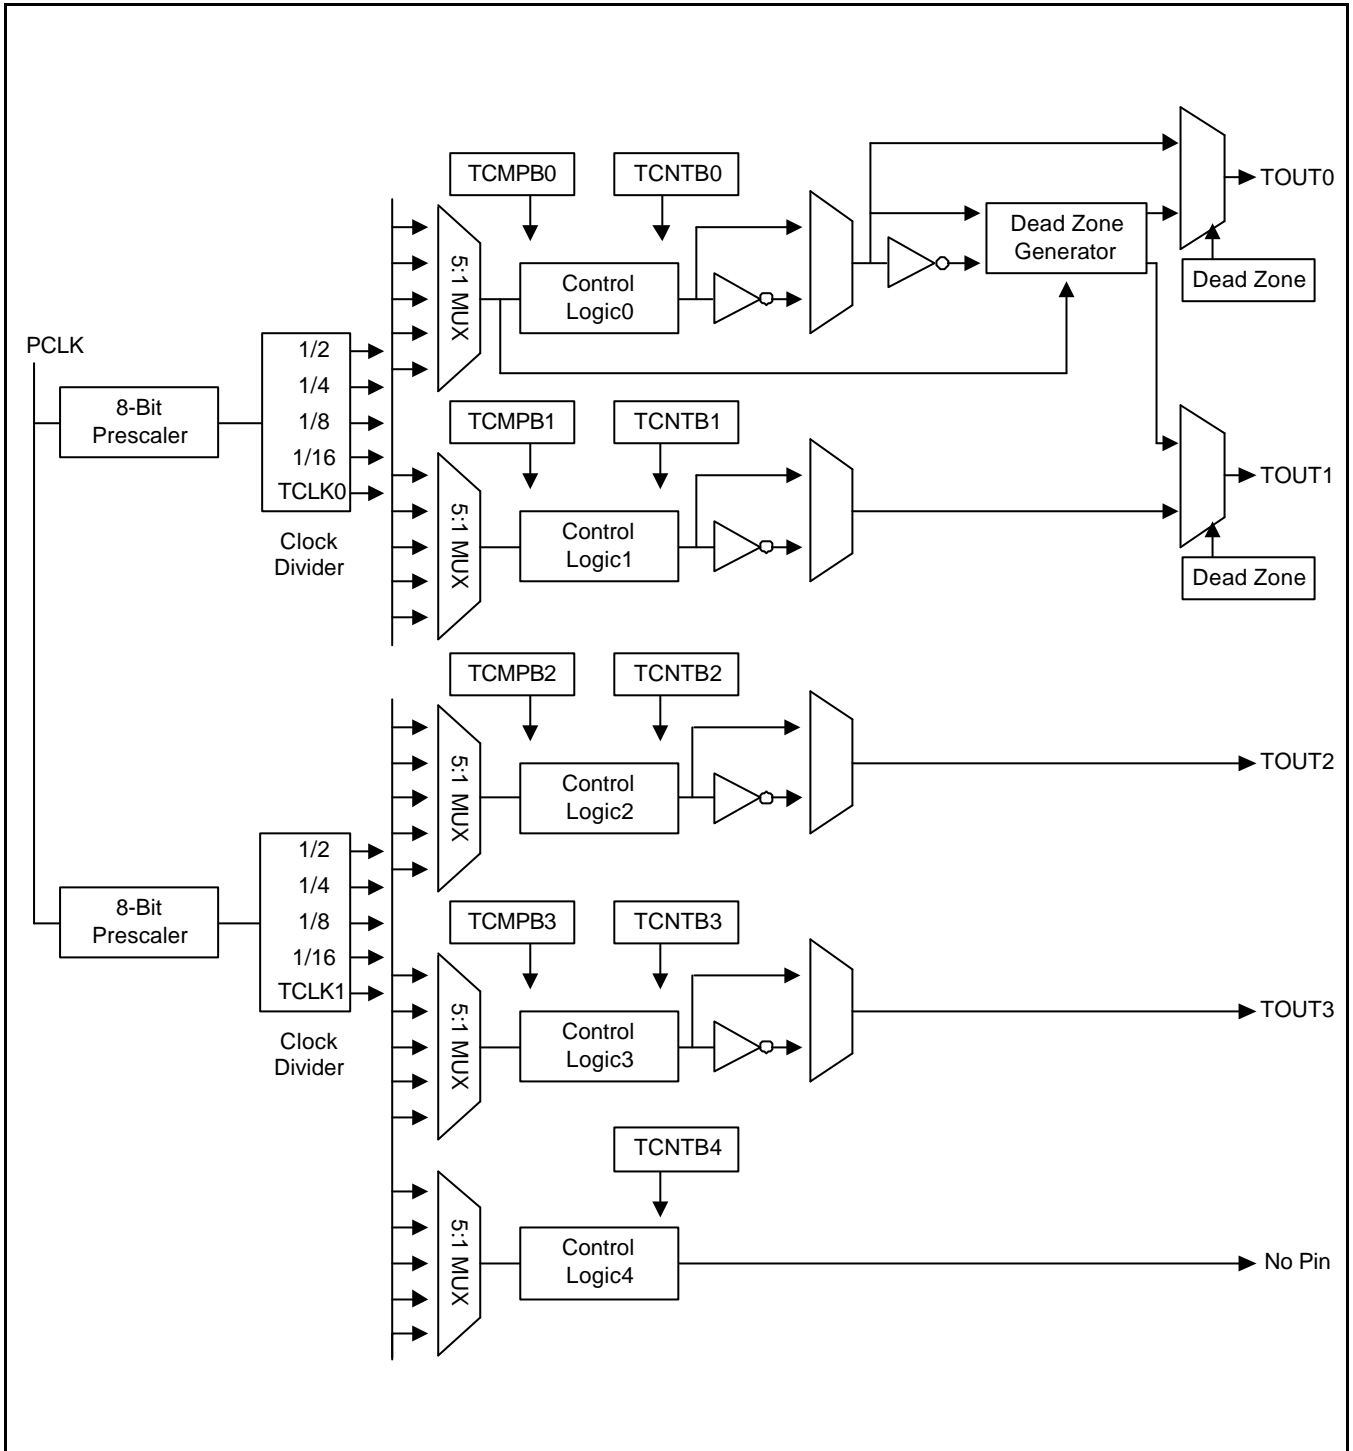 TCMPB0
TCNTB0
TOUT0
Dead Zone
Generator
5:1 MUX
Control
Logic0
Dead Zone
PCLK
1/2
1/4
1/8
1/16
TCLK0
8-Bit
Prescaler
Clock
Divider
TCMPB1
TCNTB1
TOUT1
5:1 MUX
Control
Logic1
Dead Zone
TCMPB2
TCNTB2
5:1 MUX
Control
Logic2
TOUT2
1/2
1/4
1/8
1/16
TCLK1
8-Bit
Prescaler
Clock
Divider
TCMPB3
TCNTB3
5:1 MUX
Control
Logic3
TOUT3
TCNTB4
5:1 MUX
Control
Logic4
No Pin